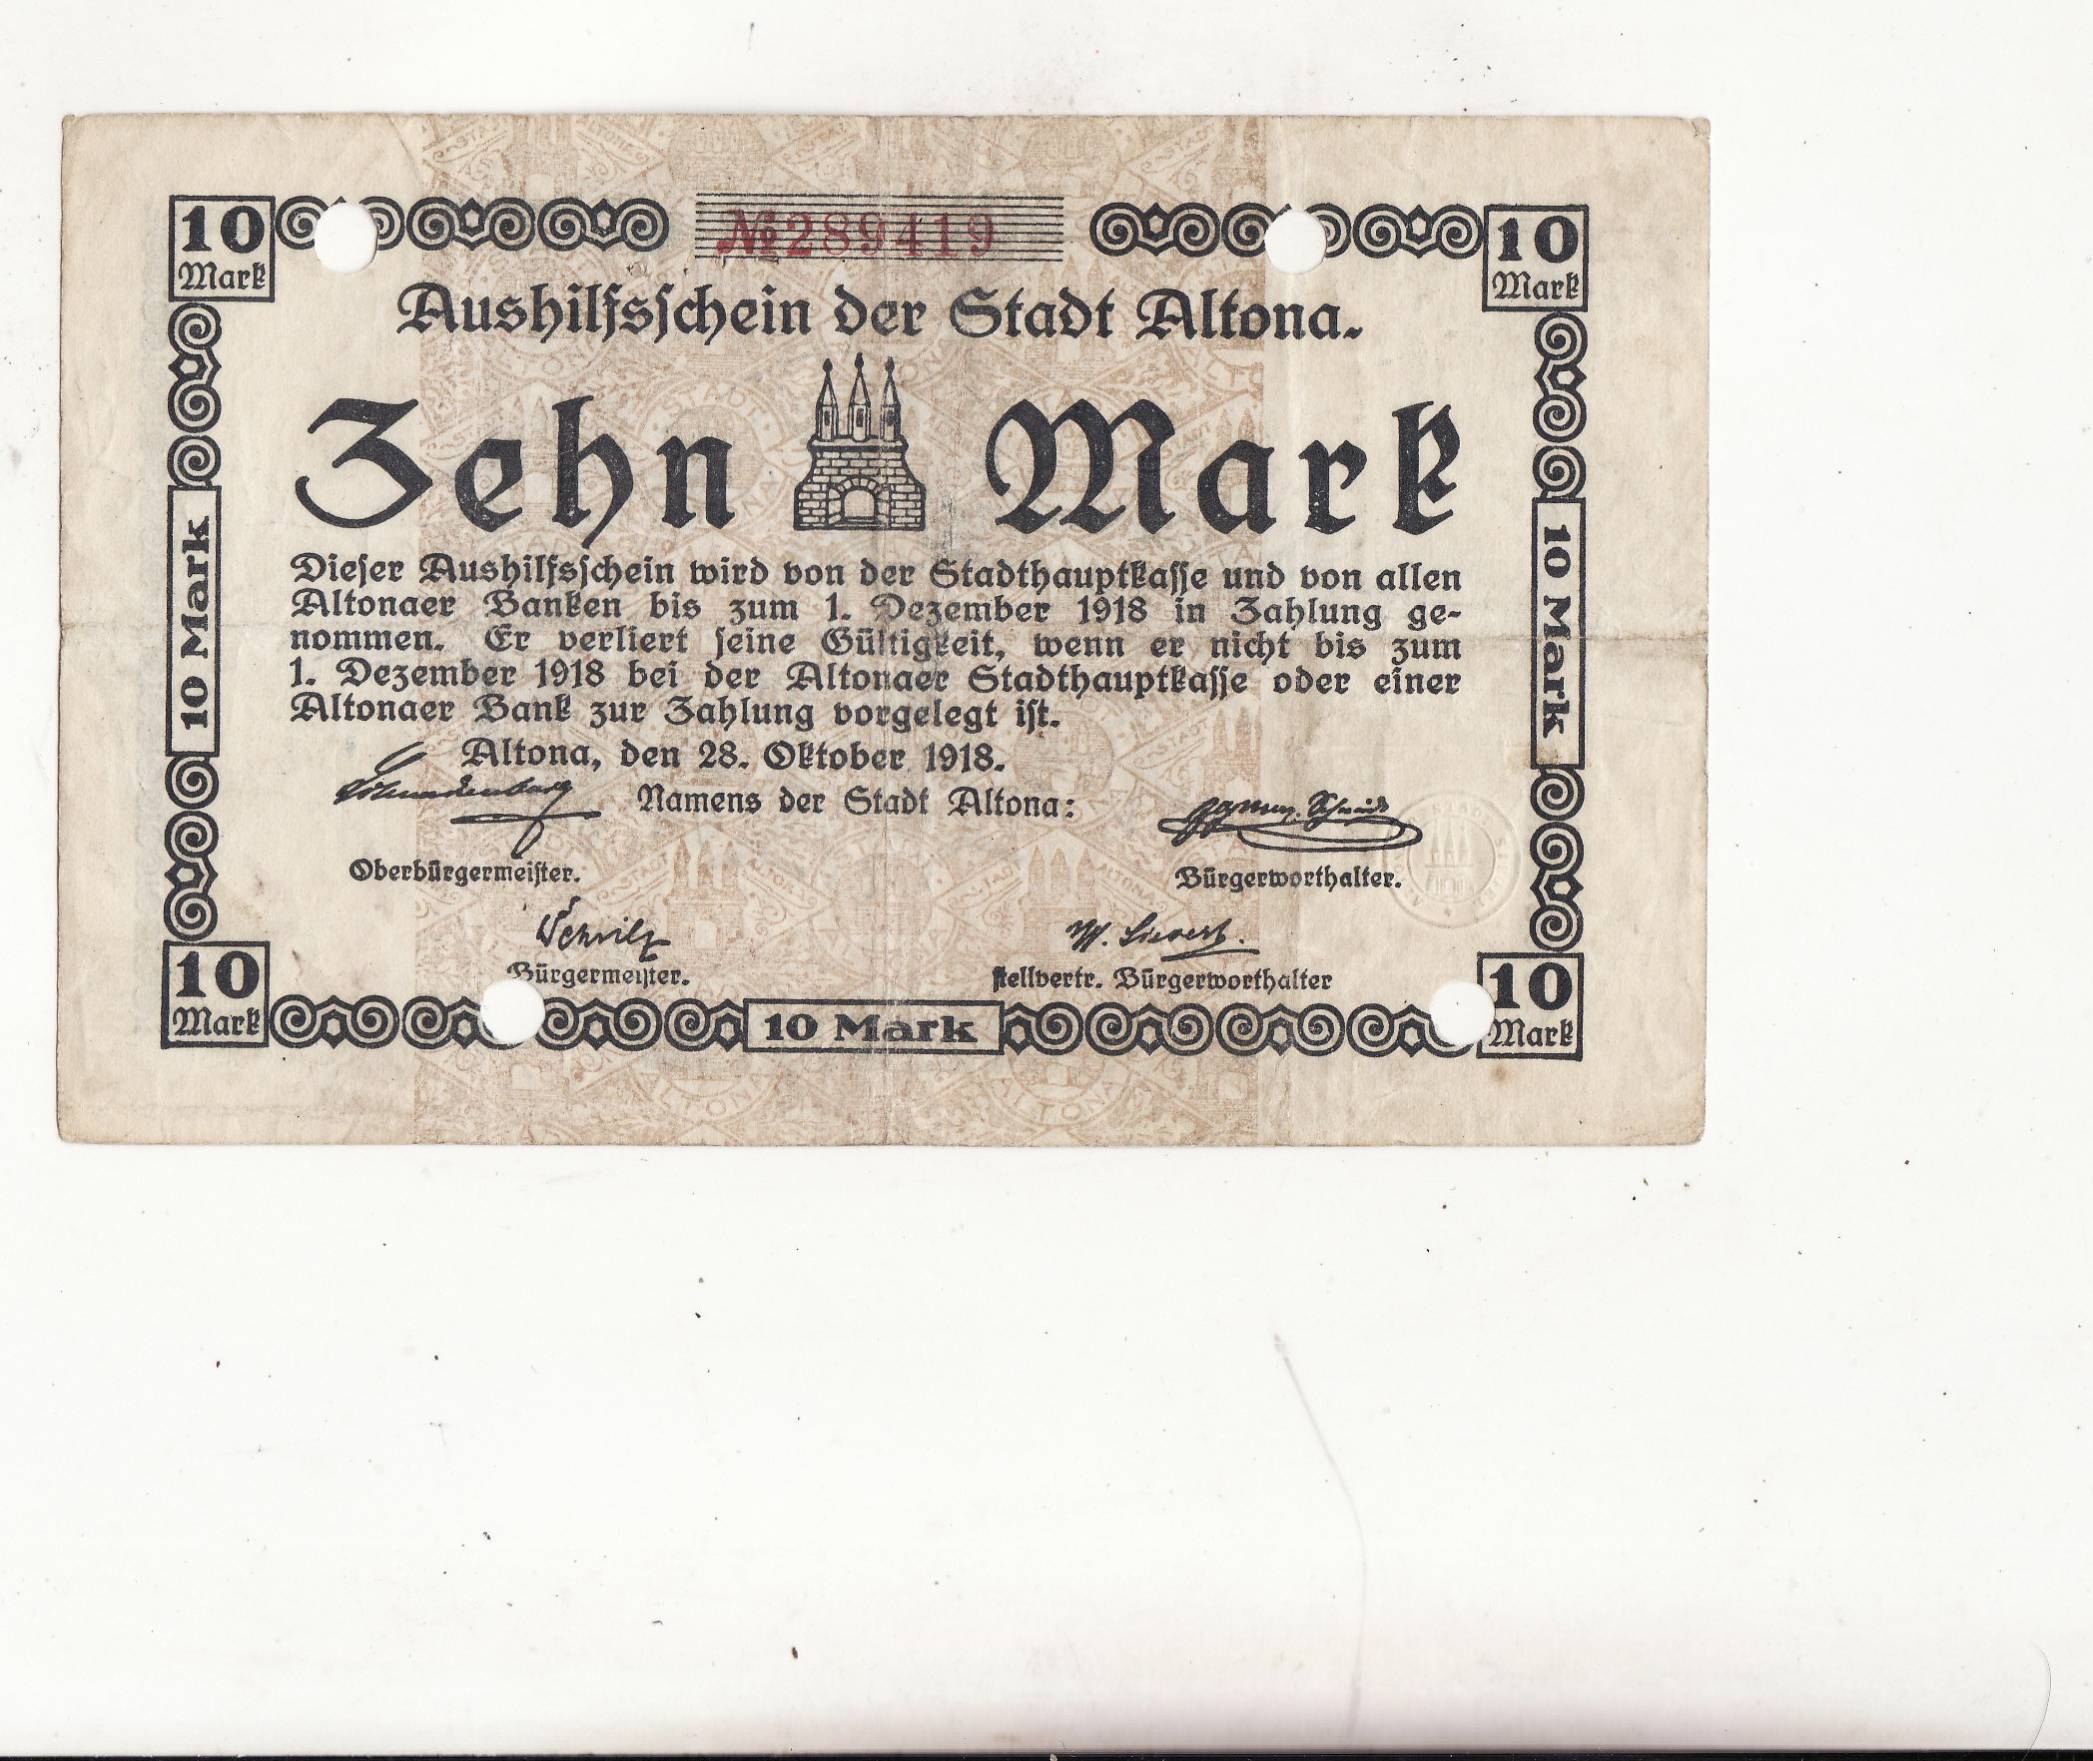 10 Mark
№ 289419
10 Mark
Aushilfsschein der Stadt Altona.
Zehn Mark
Dieser Aushilfsschein wird von der Stadthauptkasse und von allen
Altonaer Banken bis zum 1. Dezember 1918 in Zahlung ge-
nommen. Er verliert seine Gültigkeit, wenn er nicht bis zum
1. Dezember 1918 bei der Altonaer Stadthauptkasse oder einer
Altonaer Bank zur Zahlung vorgelegt ist.
Altona, den 28. Oktober 1918.
Namens der Stadt Altona:
Oberbürgermeister.
Bürgerworthalter.
Bürgermeister.
stellvertr. Bürgerworthalter
10 Mark
10 Mark
10 Mark
10 Mark
10 Mark